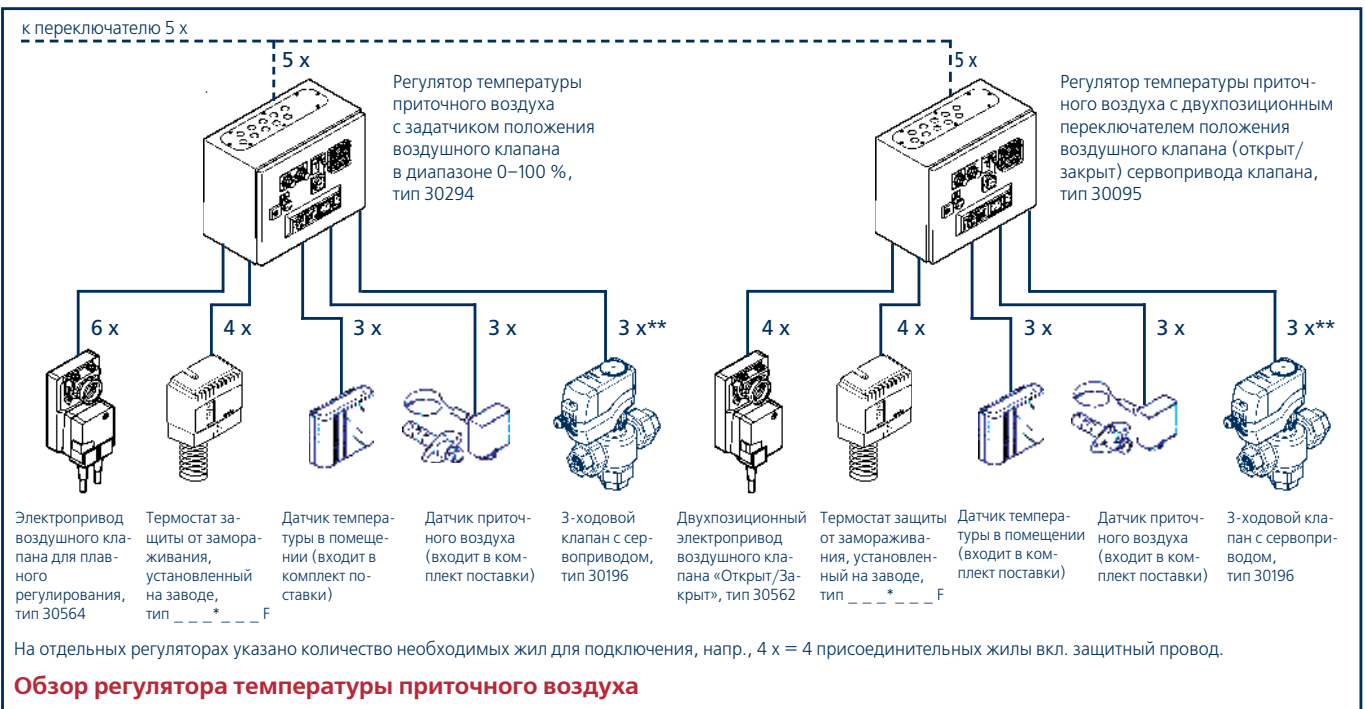 к переключателю 5 x
5 x
5 x
Регулятор температуры
приточного воздуха
с задатчиком положения
воздушного клапана
в диапазоне 0–100 %,
тип 30294
Регулятор температуры приточ-
ного воздуха с двухпозиционным
переключателем положения
воздушного клапана (открыт/
закрыт) сервопривода клапана,
тип 30095
6 x
4 x
3 x
3 x
3 x**
4 x
4 x
3 x
3 x
3 x**
Электропривод
воздушного кла-
пана для плав-
ного
регулирования,
тип 30564
Термостат за-
щиты от замора-
живания,
установленный
на заводе,
тип _ _ _*_ _ _ F
Датчик темпера-
туры в помеще-
нии (входит в
комплект по-
ставки)
Датчик приточ-
ного воздуха
(входит в ком-
плект поставки)
3-ходовой
клапан с сер-
воприводом,
тип 30196
Двухпозиционный
электропривод
воздушного кла-
пана «Открыт/За-
крыт», тип 30562
Термостат защиты
от заморажива-
ния, установлен-
ный на заводе,
тип _ _ _*_ _ _ F
Датчик темпера-
туры в помещении
(входит в ком-
плект поставки)
Датчик приточ-
ного воздуха
(входит в ком-
плект поставки)
3-ходовой кла-
пан с сервопри-
водом,
тип 30196
На отдельных регуляторах указано количество необходимых жил для подключения, напр., 4 x = 4 присоединительных жилы вкл. защитный провод.
Обзор регулятора температуры приточного воздуха